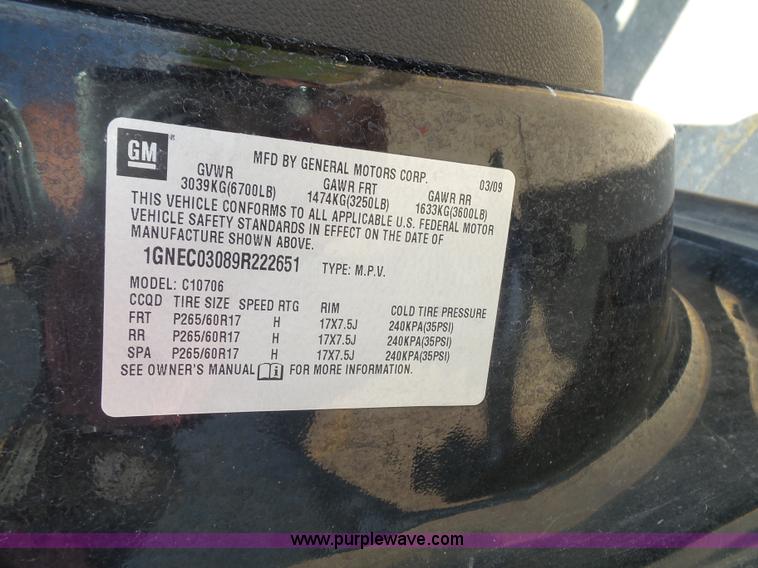 GM
MFD BY GENERAL MOTORS CORP. 03/09
GVWR GAWR FRT GAWR RR
3039KG(6700LB) 1474KG(3250LB) 1633KG(3600LB)
THIS VEHICLE CONFORMS TO ALL APPLICABLE U.S. FEDERAL MOTOR
VEHICLE SAFETY STANDARDS IN EFFECT ON THE DATE OF
MANUFACTURE SHOWN ABOVE.
1GNEC03089R222651 TYPE: M.P.V.
MODEL: C10706
CCQD TIRE SIZE SPEED RTG RIM COLD TIRE PRESSURE
FRT P265/60R17 H 17X7.5J 240KPA(35PSI)
RR P265/60R17 H 17X7.5J 240KPA(35PSI)
SPA P265/60R17 H 17X7.5J 240KPA(35PSI)
SEE OWNER'S MANUAL i FOR MORE INFORMATION.
www.purplewave.com